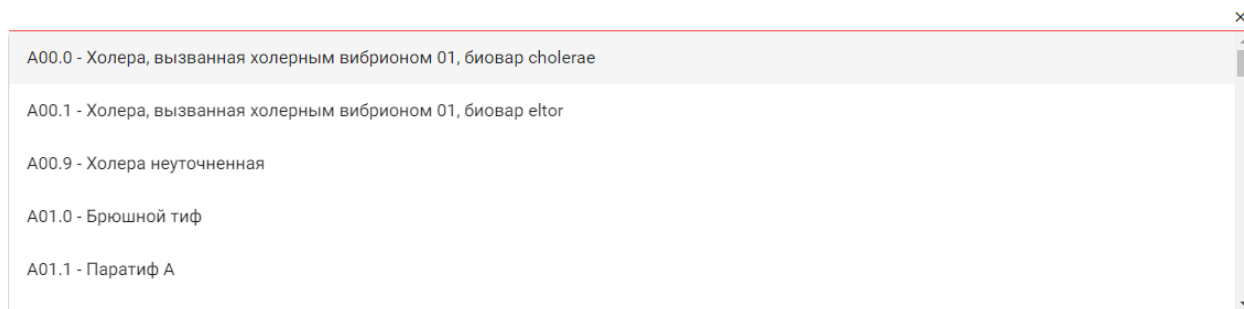 A00.0 - Холера, вызванная холерным вибрионом 01, биовар cholerae
A00.1 - Холера, вызванная холерным вибрионом 01, биовар eltor
A00.9 - Холера неуточненная
A01.0 - Брюшной тиф
A01.1 - Паратиф A